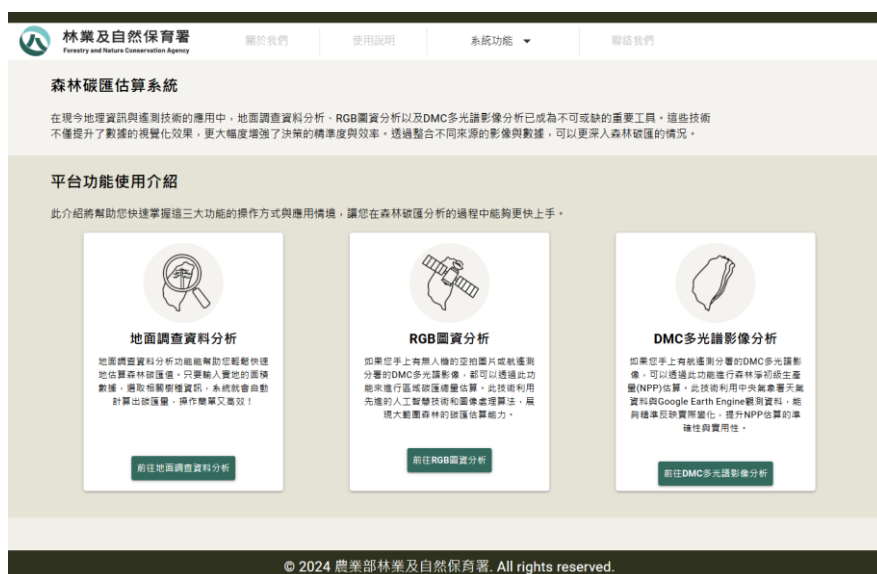 林業及自然保育署
Forestry and Nature Conservation Agency
關於我們
使用說明
系統功能
聯絡我們
森林碳匯估算系統
在現今地理資訊與遙測技術的應用中，地面調查資料分析、RGB圖資分析以及DMC多光譜影像分析已成為不可或缺的重要工具。這些技術
不僅提升了數據的視覺化效果，更大幅度增強了決策的精準度與效率。透過整合不同來源的影像與數據，可以更深入森林碳匯的情況。
平台功能使用介紹
此介紹將幫助您快速掌握這三大功能的操作方式與應用情境，讓您在森林碳匯分析的過程中能夠更快上手。
地面調查資料分析
地面調查資料分析功能能幫助您輕鬆快速
地估算森林碳匯值。只要輸入實地的面積
數據，選取相關樹種資訊，系統就會自動
計算出碳匯量，操作簡單又高效！
前往地面調查資料分析
RGB圖資分析
如果您手上有無人機的空拍圖片或航遙測
分署的DMC多光譜影像，都可以透過此功
能來進行區域碳匯總量估算，此技術利用
先進的人工智慧技術和圖像處理算法，展
現大範圍森林的碳匯估算能力。
前往RGB圖資分析
DMC多光譜影像分析
如果您手上有航遙測分署的DMC多光譜影
像，可以透過此功能進行森林淨初級生產
量(NPP)估算，此技術利用中央氣象署天氣
資料與Google Earth Engine觀測資料，能
夠精準反映實際變化，提升NPP估算的準
確性與實用性。
前往DMC多光譜影像分析
© 2024 農業部林業及自然保育署. All rights reserved.